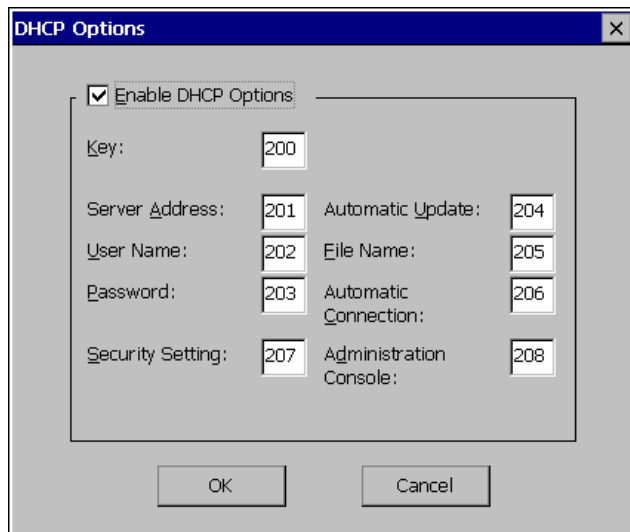 DHCP Options
Enable DHCP Options
Key: 200
Server Address: 201 Automatic Update: 204
User Name: 202 File Name: 205
Password: 203 Automatic Connection: 206
Security Setting: 207 Administration Console: 208
OK Cancel